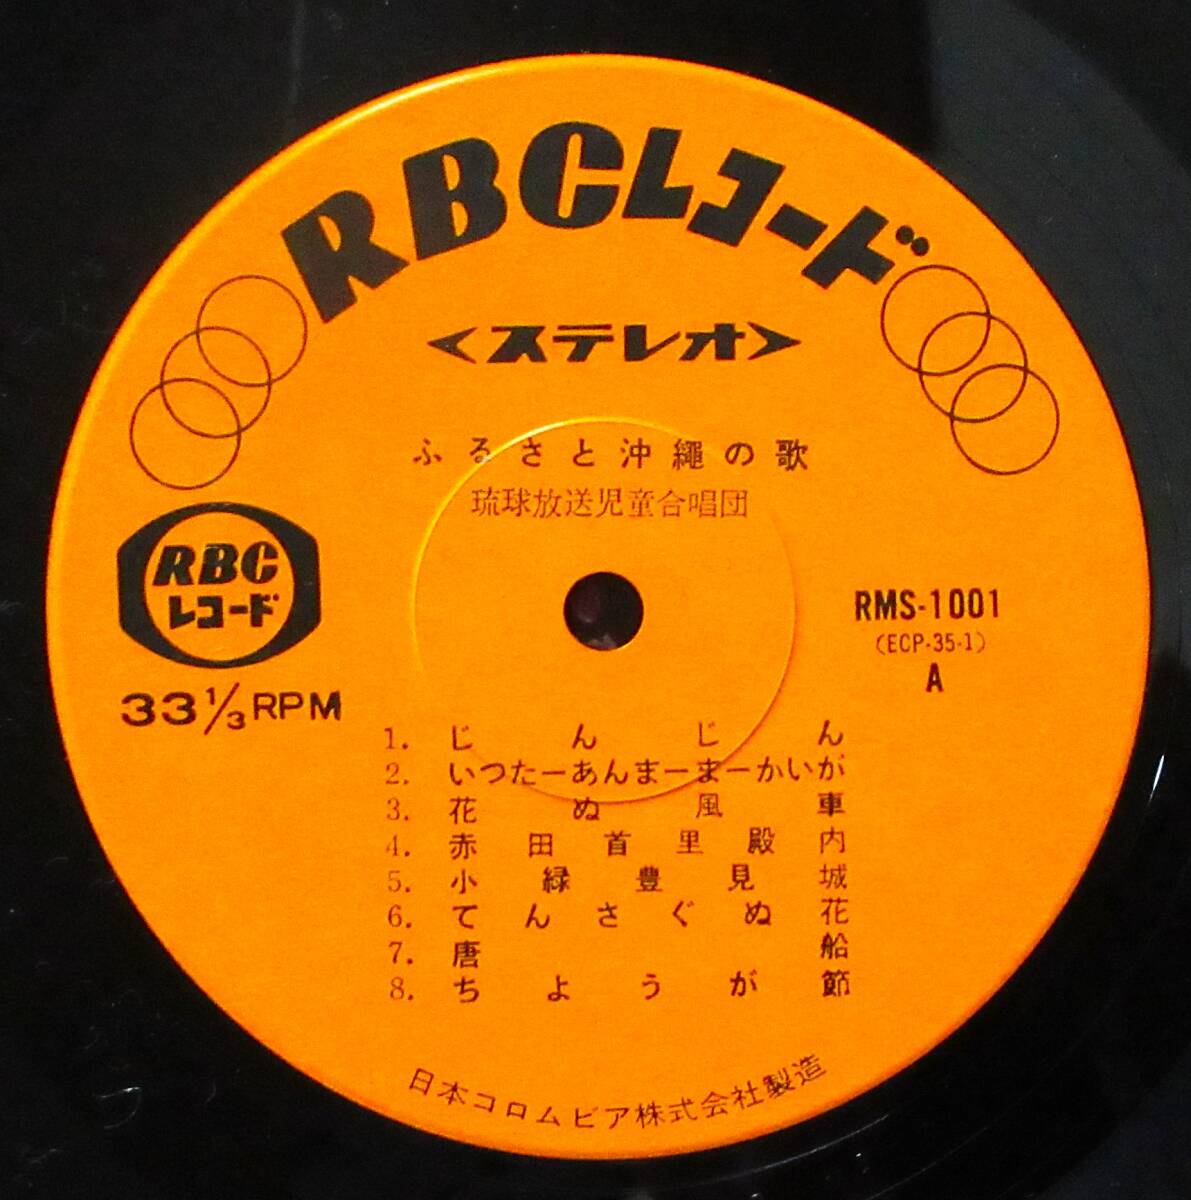 RBCレコード
<ステレオ>
ふるさと沖縄の歌
琉球放送児童合唱団
RBC
レコード
33 1/3 RPM
RMS-1001
(ECP-35-1)
A
1. じんじん
2. いつたーあんまーまーかいが
3. 花ぬ風車
4. 赤田首里殿内
5. 小緑豊見城
6. てんさぐぬ花
7. 唐船
8. ちようが節
日本コロムビア株式会社製造